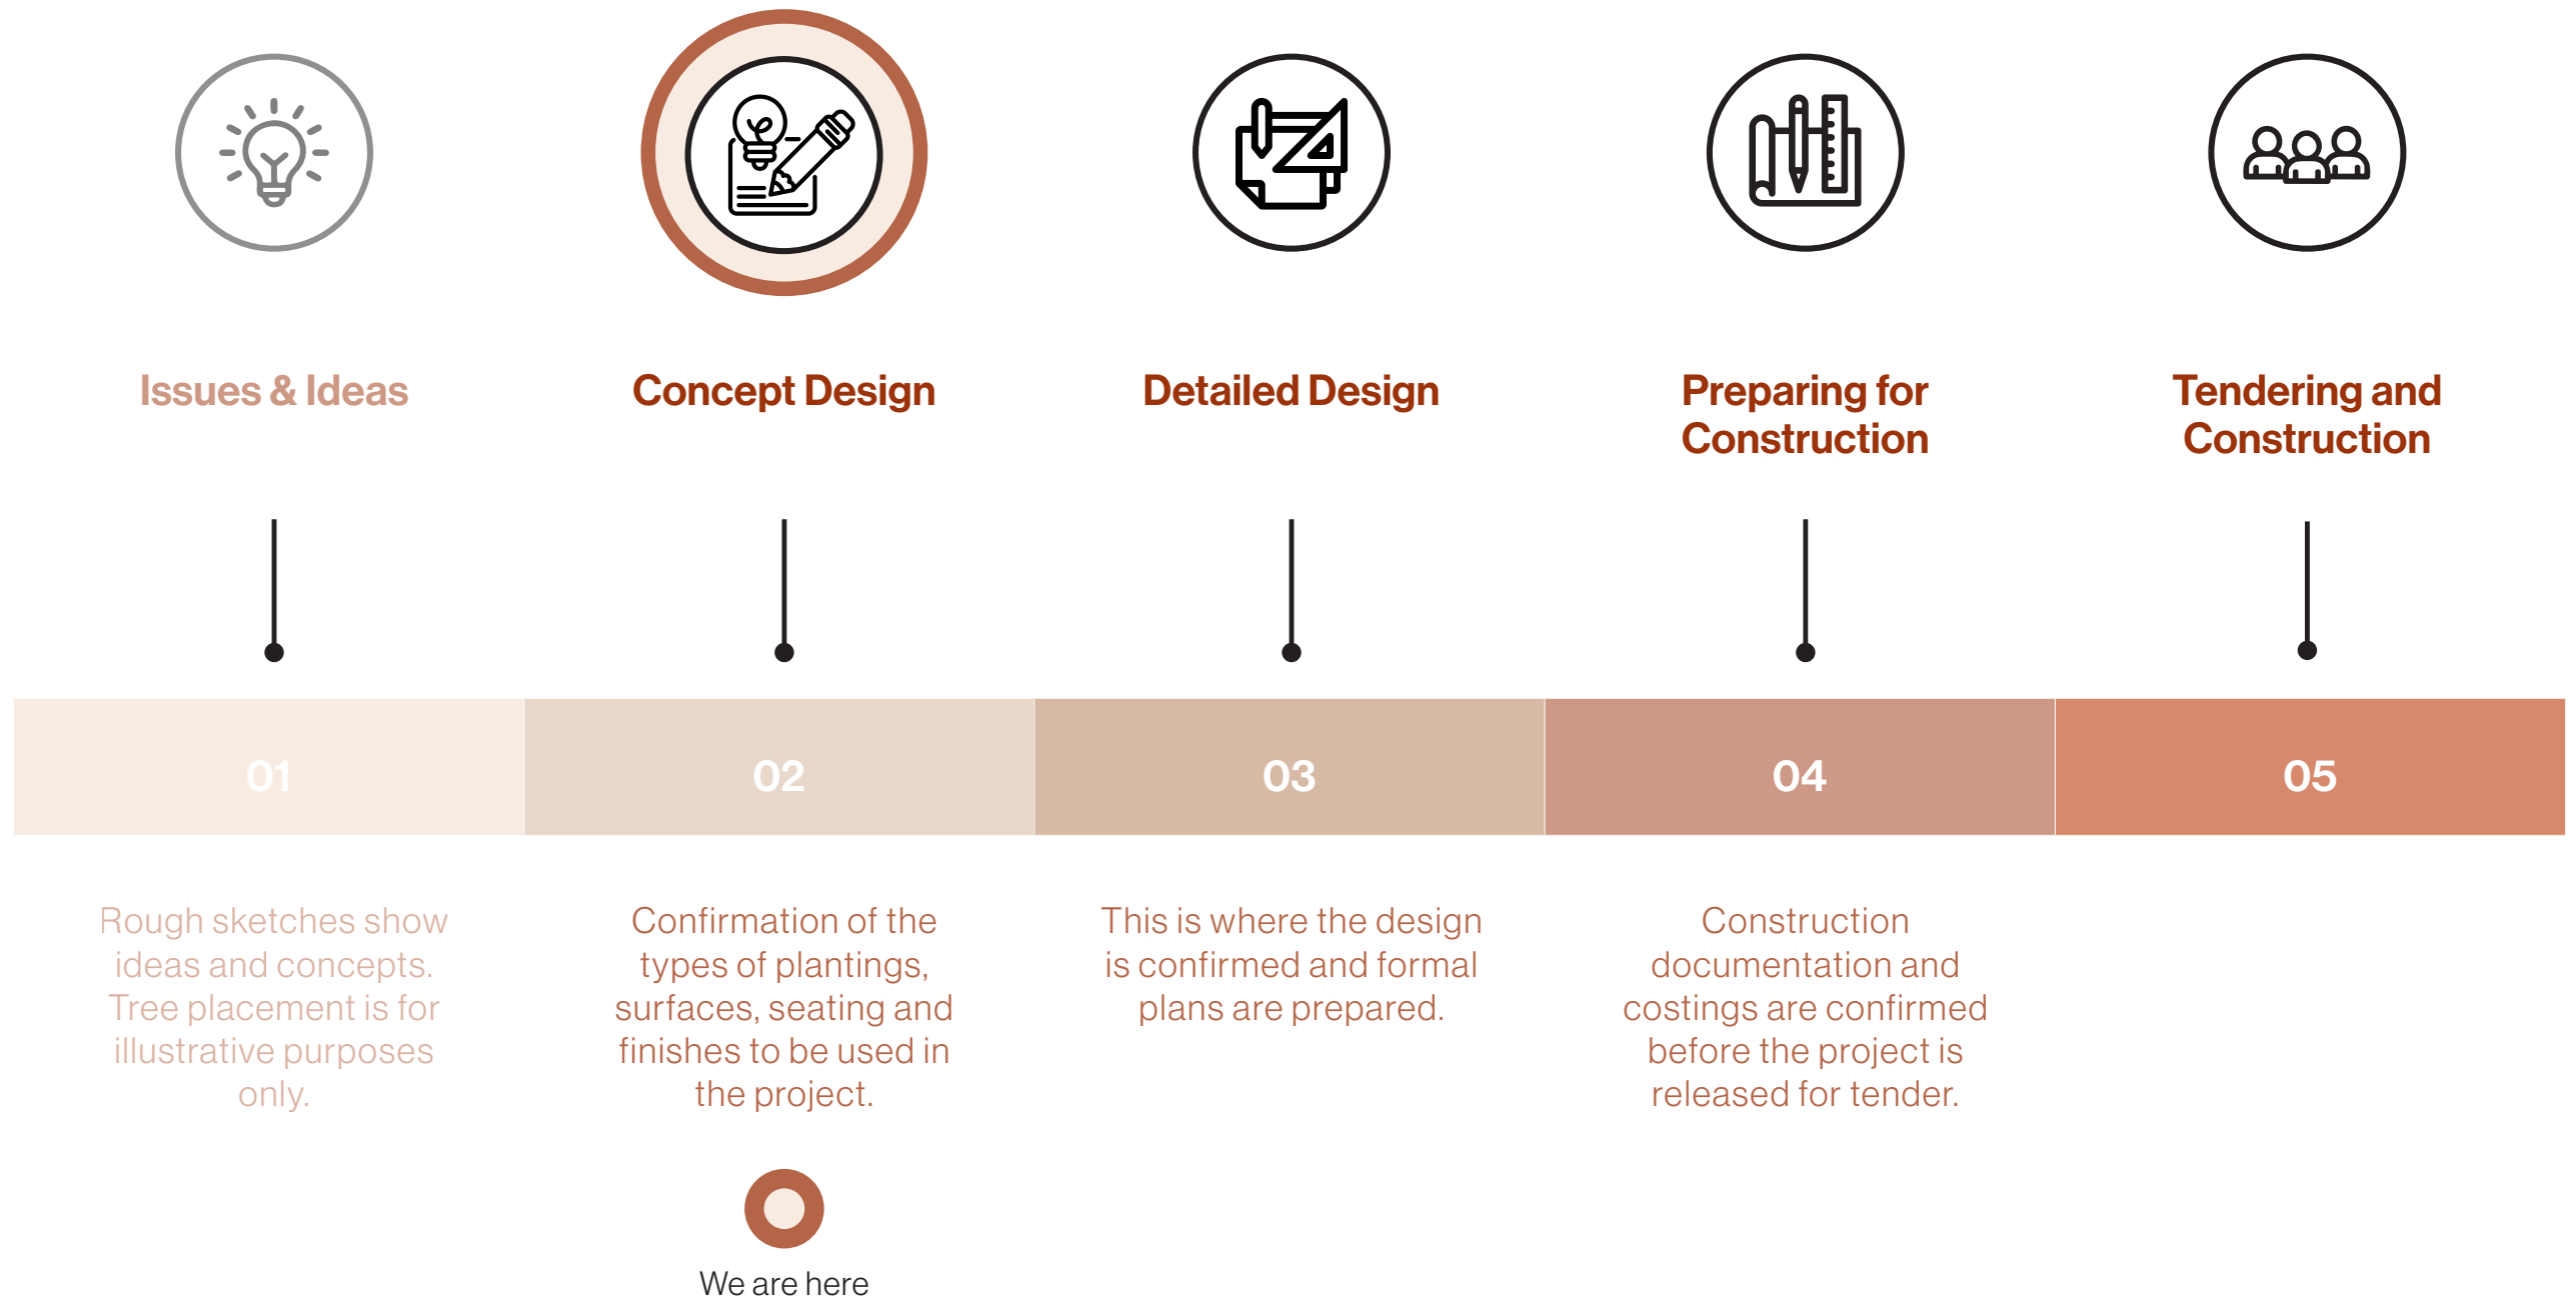 Issues & Ideas
Concept Design
Detailed Design
Preparing for
Construction
Tendering and
Construction
01
02
03
04
05
Rough sketches show
ideas and concepts.
Tree placement is for
illustrative purposes
only.
Confirmation of the
types of plantings,
surfaces, seating and
finishes to be used in
the project.
This is where the design
is confirmed and formal
plans are prepared.
Construction
documentation and
costings are confirmed
before the project is
released for tender.
We are here